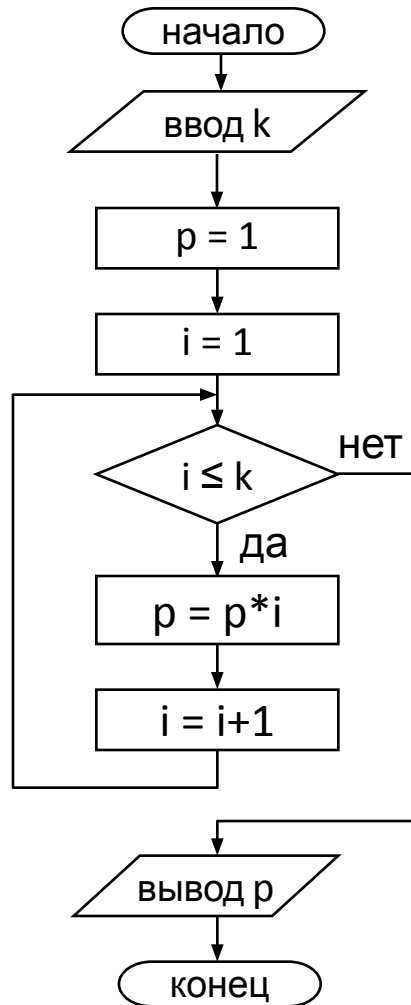 начало
ввод k
p = 1
i = 1
i ≤ k
нет
да
p = p*i
i = i+1
вывод p
конец